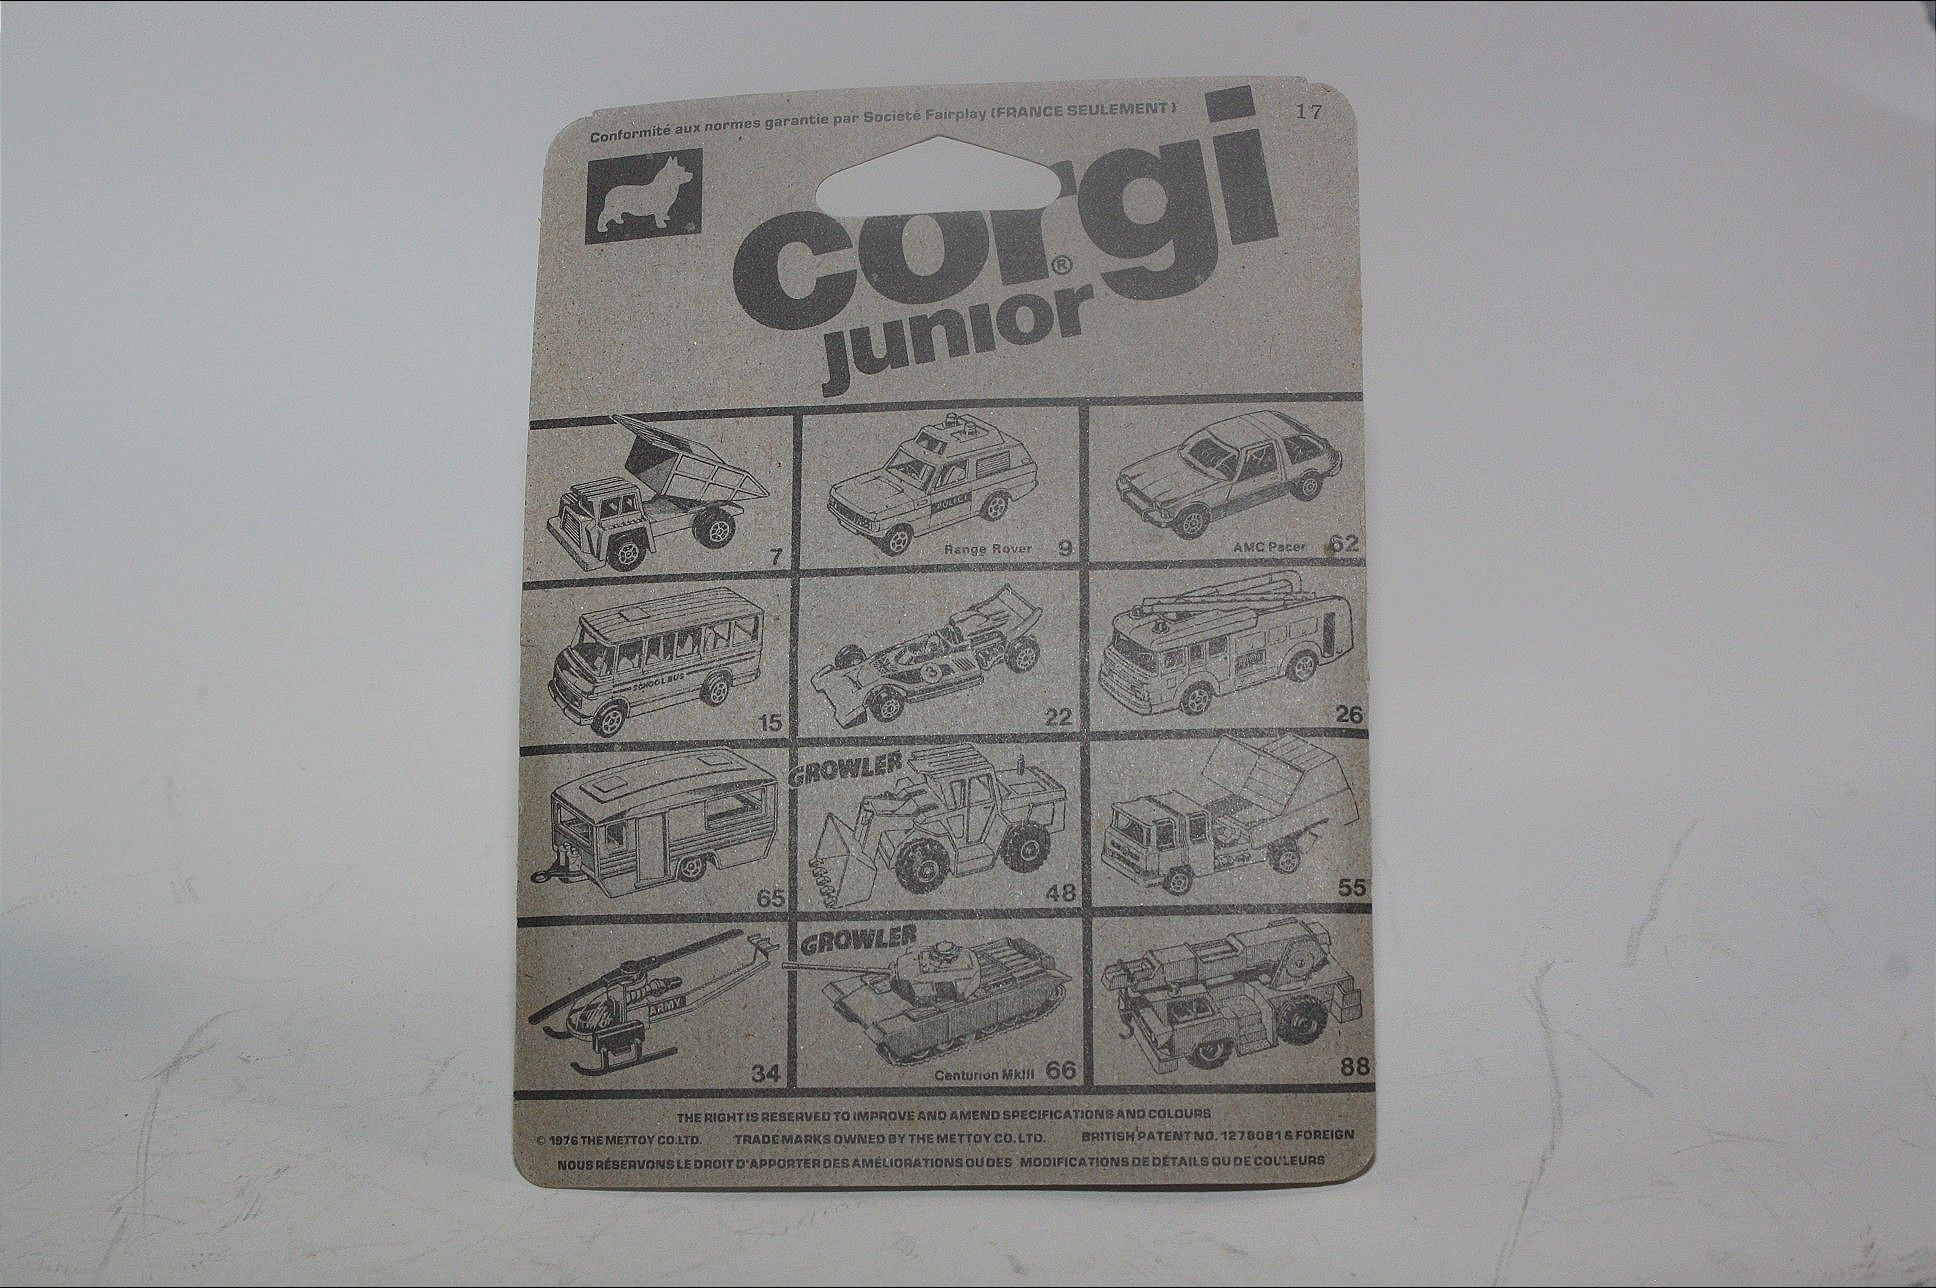 Conformité aux normes garantie par Societé Fairplay (FRANCE SEULEMENT)
17
corgi
®
junior
7
POLICE
Range Rover 9
AMC Pacer 62
SCHOOL BUS
15
3
22
26
65
GROWLER
48
55
ARMY
34
GROWLER
Centurion MkIII 66
88
THE RIGHT IS RESERVED TO IMPROVE AND AMEND SPECIFICATIONS AND COLOURS
© 1976 THE METTOY CO. LTD. TRADE MARKS OWNED BY THE METTOY CO. LTD. BRITISH PATENT NO. 1278081 & FOREIGN
NOUS RÉSERVONS LE DROIT D'APPORTER DES AMÉLIORATIONS OU DES MODIFICATIONS DE DÉTAILS OU DE COULEURS